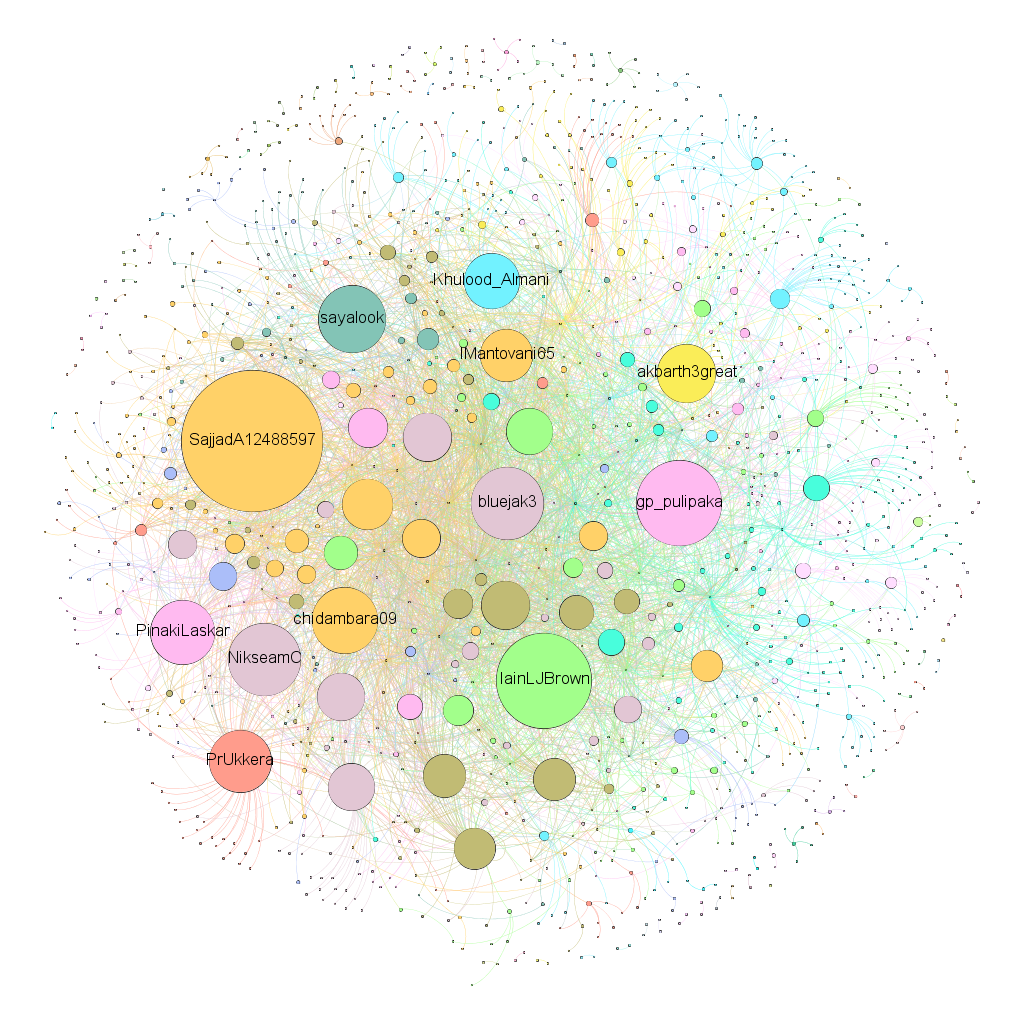 Khulood_Almani
sayalook
IMantovani65
akbarth3great
SajjadA12488597
bluejak3
gp_pulipaka
chidambara09
PinakiLaskar
NikseamC
IainLJBrown
PrUkkera